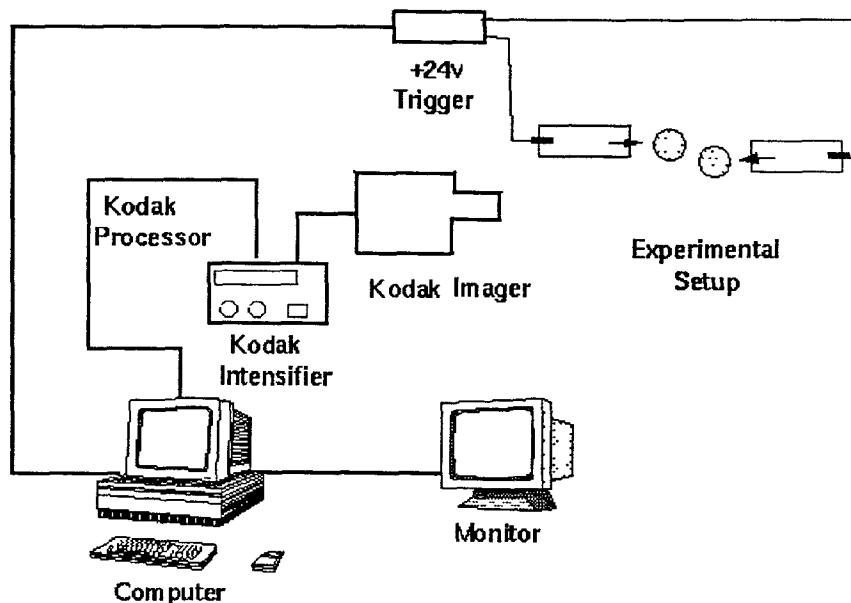 +24v
Trigger
Kodak
Processor
Kodak Imager
Experimental
Setup
Kodak
Intensifier
Monitor
Computer